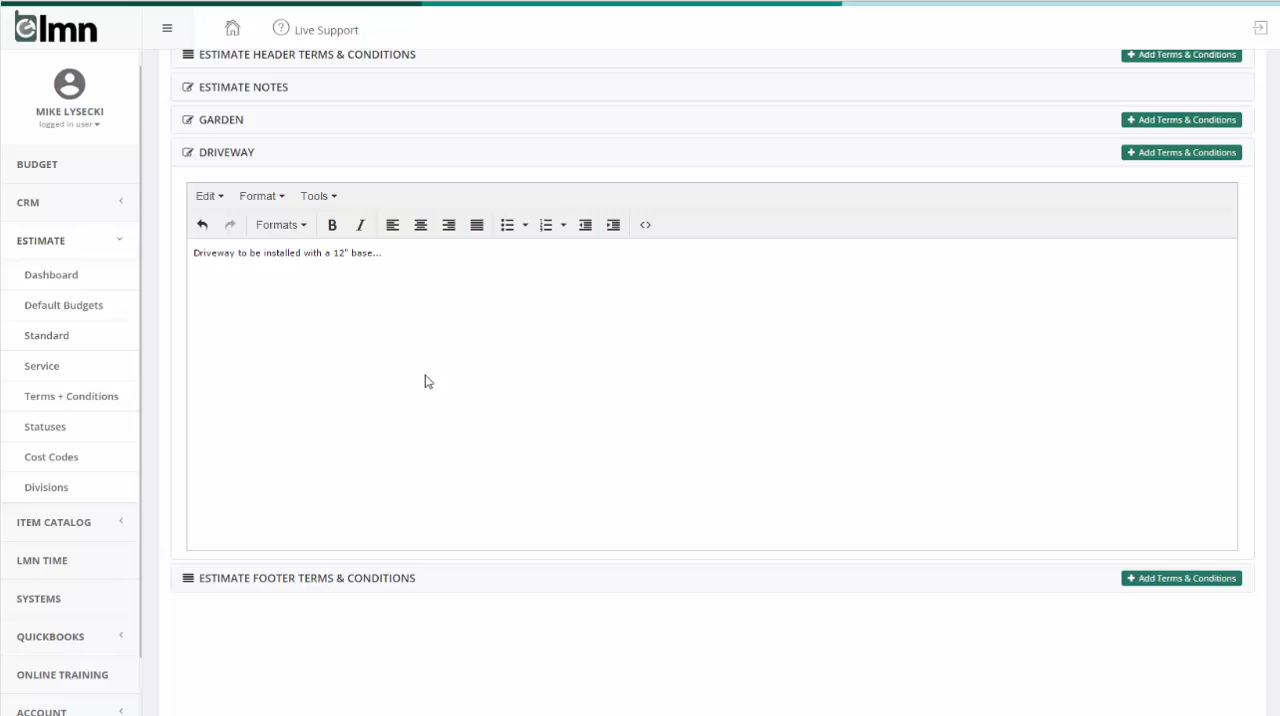 lmn
Live Support
MIKE LYSECKI
logged in user
BUDGET
CRM
ESTIMATE
Dashboard
Default Budgets
Standard
Service
Terms + Conditions
Statuses
Cost Codes
Divisions
ITEM CATALOG
LMN TIME
SYSTEMS
QUICKBOOKS
ONLINE TRAINING
ACCOUNT
ESTIMATE HEADER TERMS & CONDITIONS
+ Add Terms & Conditions
ESTIMATE NOTES
GARDEN
+ Add Terms & Conditions
DRIVEWAY
+ Add Terms & Conditions
Edit Format Tools
Formats B I <>
Driveway to be installed with a 12" base...
ESTIMATE FOOTER TERMS & CONDITIONS
+ Add Terms & Conditions